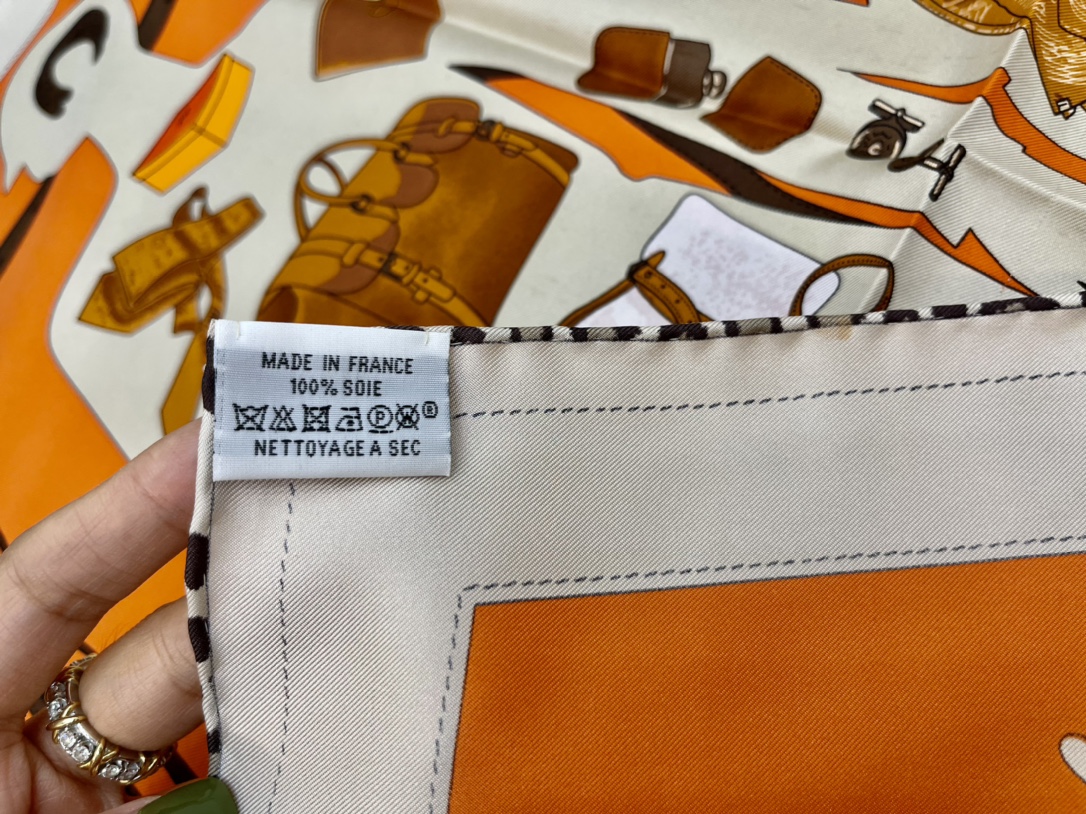 MADE IN FRANCE
100% SOIE
P ®
NETTOYAGE A SEC